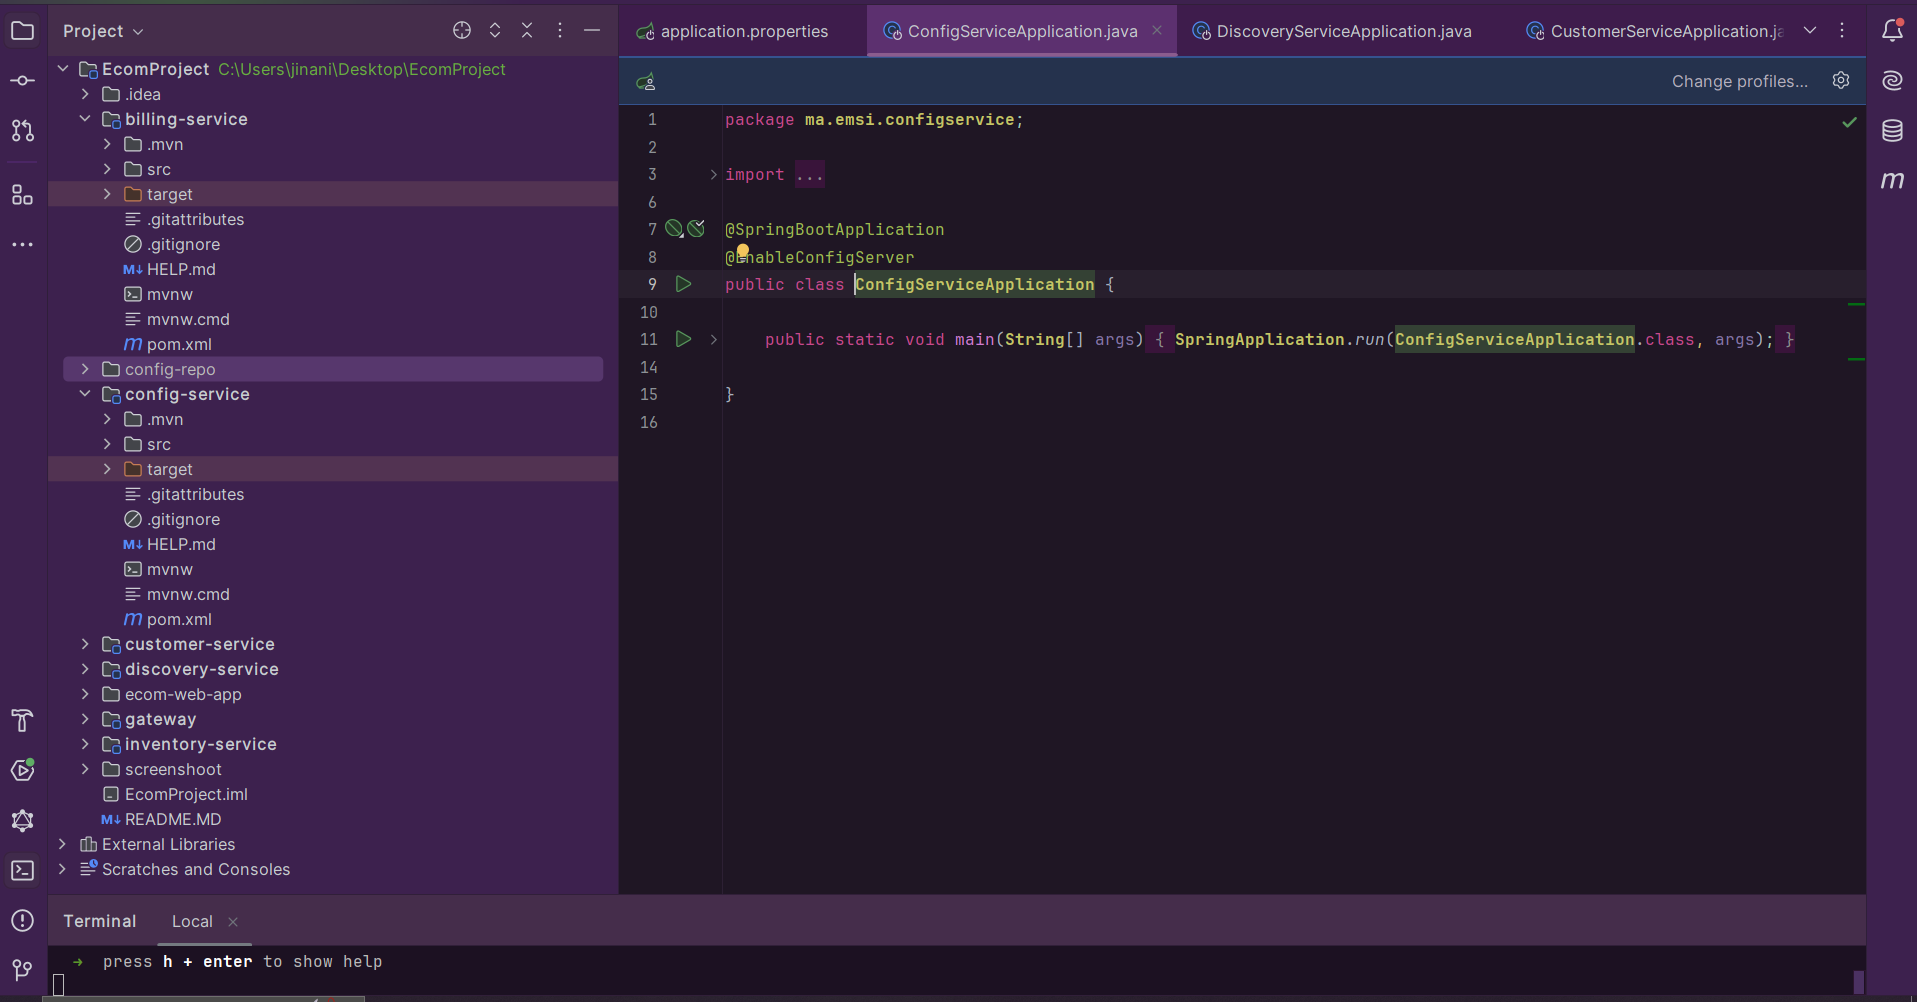 Project
EcomProject C:\Users\jinani\Desktop\EcomProject
.idea
billing-service
.mvn
src
target
.gitattributes
.gitignore
M↓ HELP.md
mvnw
mvnw.cmd
m pom.xml
config-repo
config-service
.mvn
src
target
.gitattributes
.gitignore
M↓ HELP.md
mvnw
mvnw.cmd
m pom.xml
customer-service
discovery-service
ecom-web-app
gateway
inventory-service
screenshoot
EcomProject.iml
M↓ README.MD
External Libraries
Scratches and Consoles
application.properties ConfigServiceApplication.java DiscoveryServiceApplication.java CustomerServiceApplication.ja
Change profiles...
1 package ma.emsi.configservice;
2
3 import ...
6
7 @SpringBootApplication
8 @EnableConfigServer
9 public class ConfigServiceApplication {
10
11 public static void main(String[] args) { SpringApplication.run(ConfigServiceApplication.class, args); }
14
15 }
16
m
Terminal Local
→ press h + enter to show help